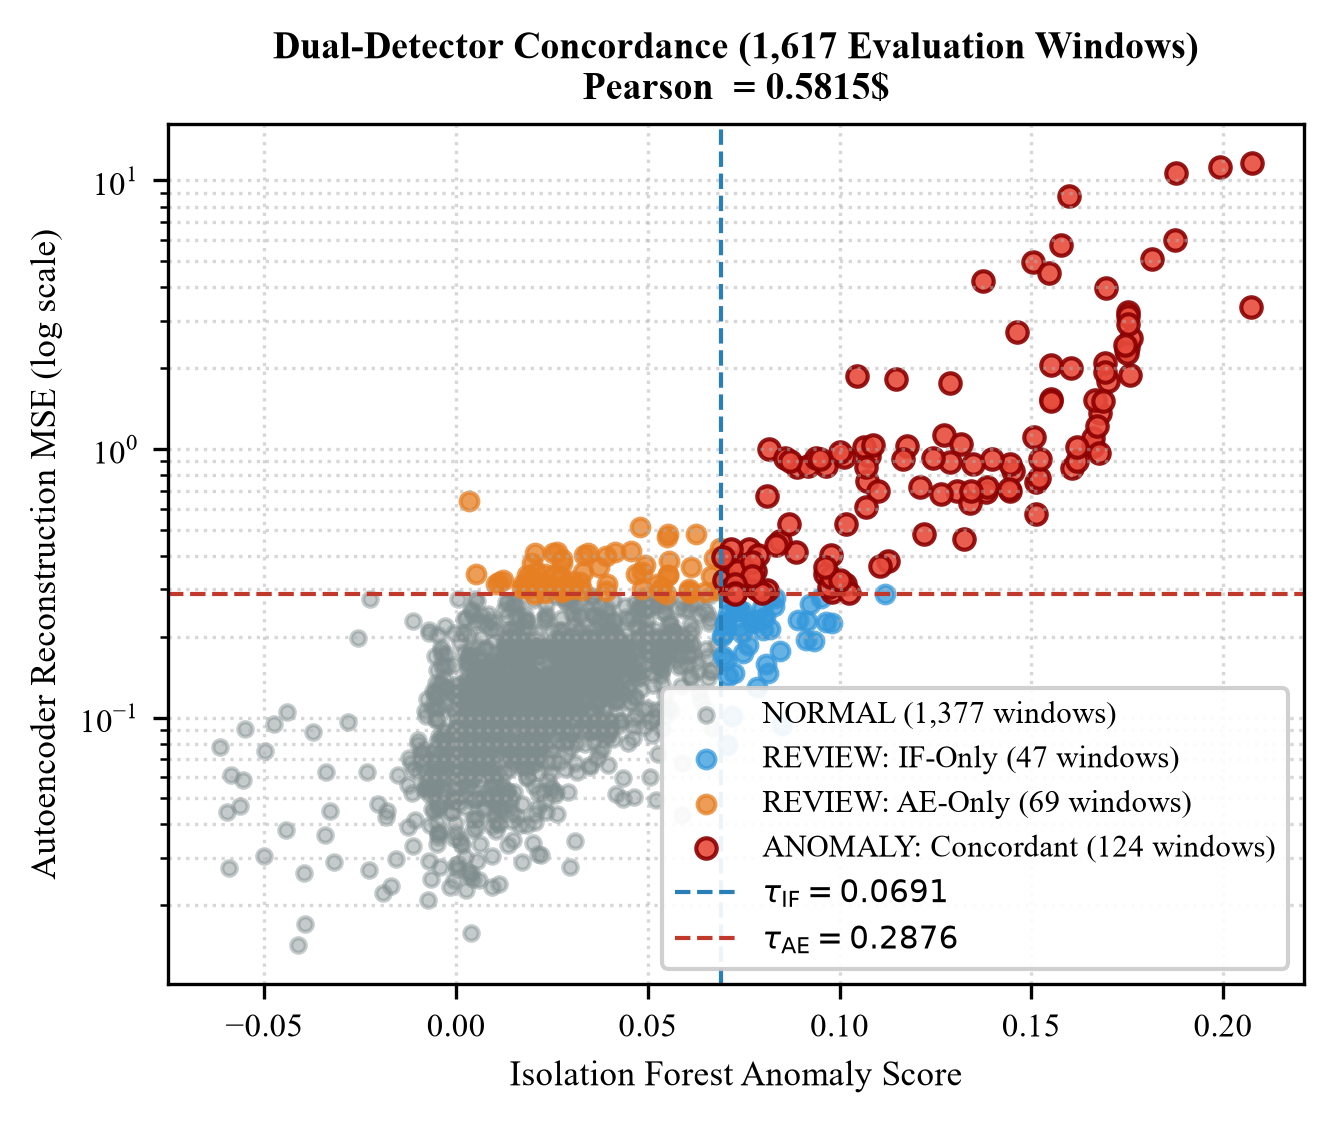 Dual-Detector Concordance (1,617 Evaluation Windows)
Pearson  = 0.5815$
Autoencoder Reconstruction MSE (log scale)
10¹
10⁰
10⁻¹
NORMAL (1,377 windows)
REVIEW: IF-Only (47 windows)
REVIEW: AE-Only (69 windows)
ANOMALY: Concordant (124 windows)
τ_IF = 0.0691
τ_AE = 0.2876
−0.05 0.00 0.05 0.10 0.15 0.20
Isolation Forest Anomaly Score